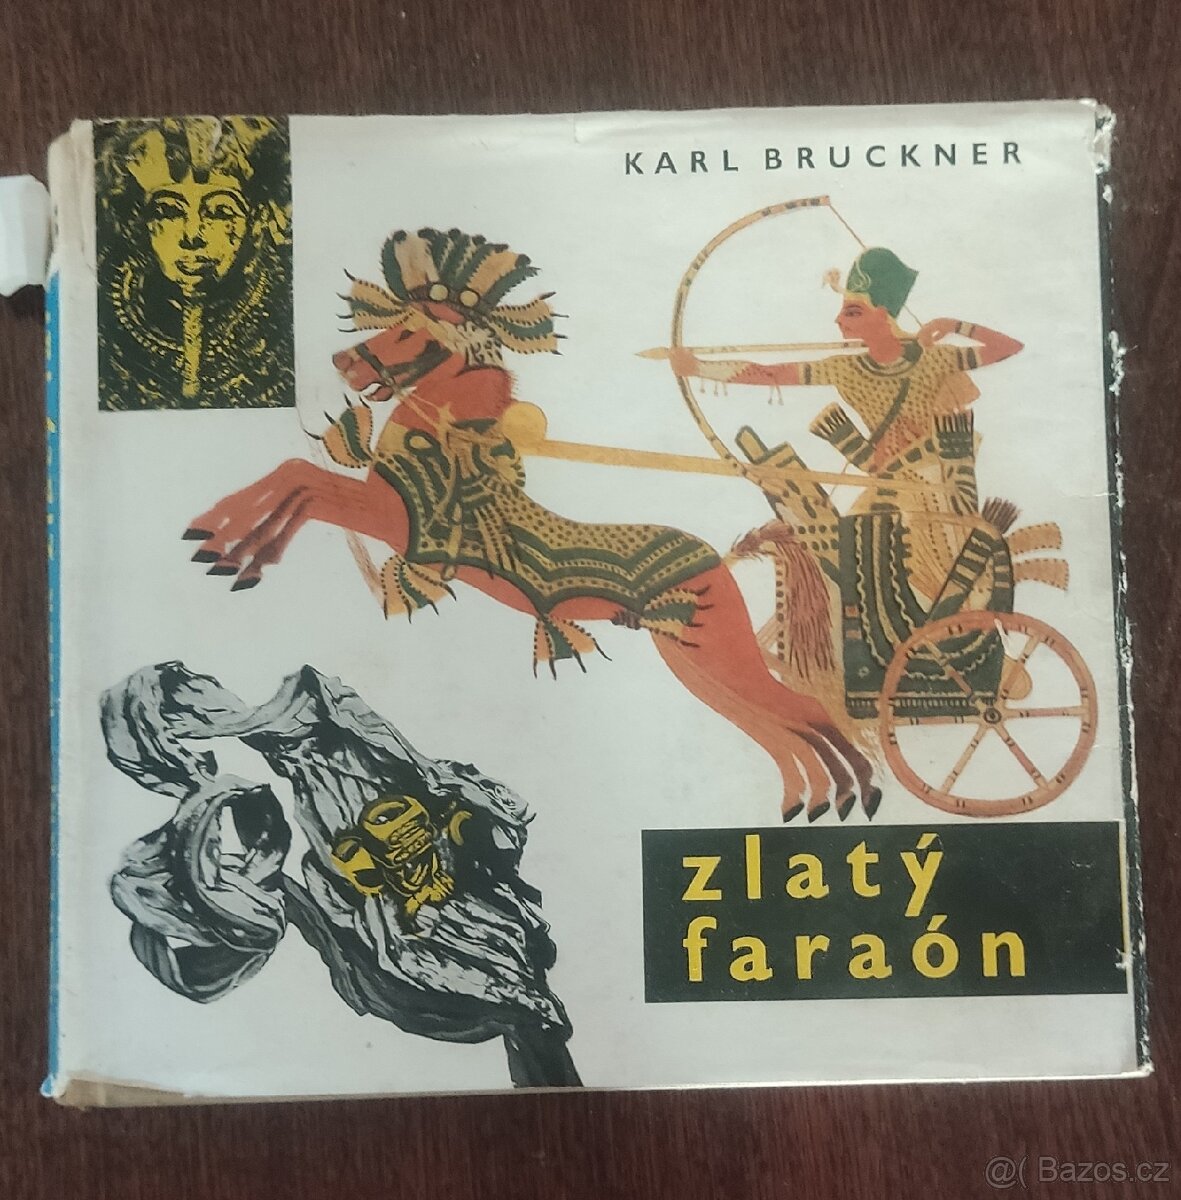 KARL BRUCKNER
zlatý
faraón
@( Bazos.cz